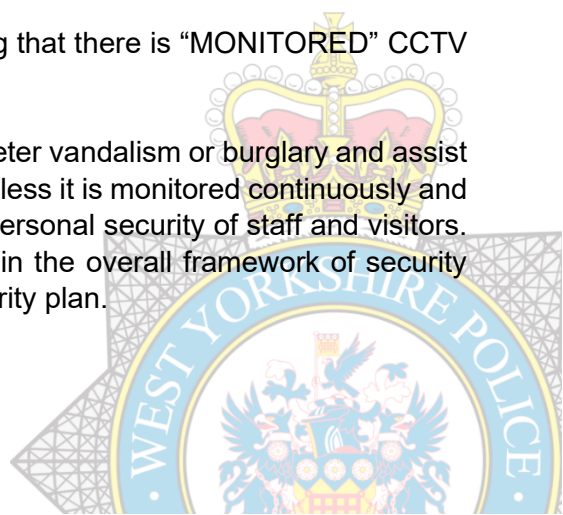 g that there is “MONITORED” CCTV
eter vandalism or burglary and assist
less it is monitored continuously and
ersonal security of staff and visitors.
in the overall framework of security
rity plan.
WEST YORKSHIRE POLICE